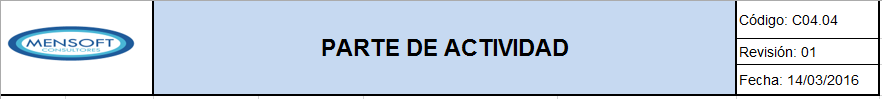 MENSOFT
CONSULTORES
PARTE DE ACTIVIDAD
Código: C04.04
Revisión: 01
Fecha: 14/03/2016